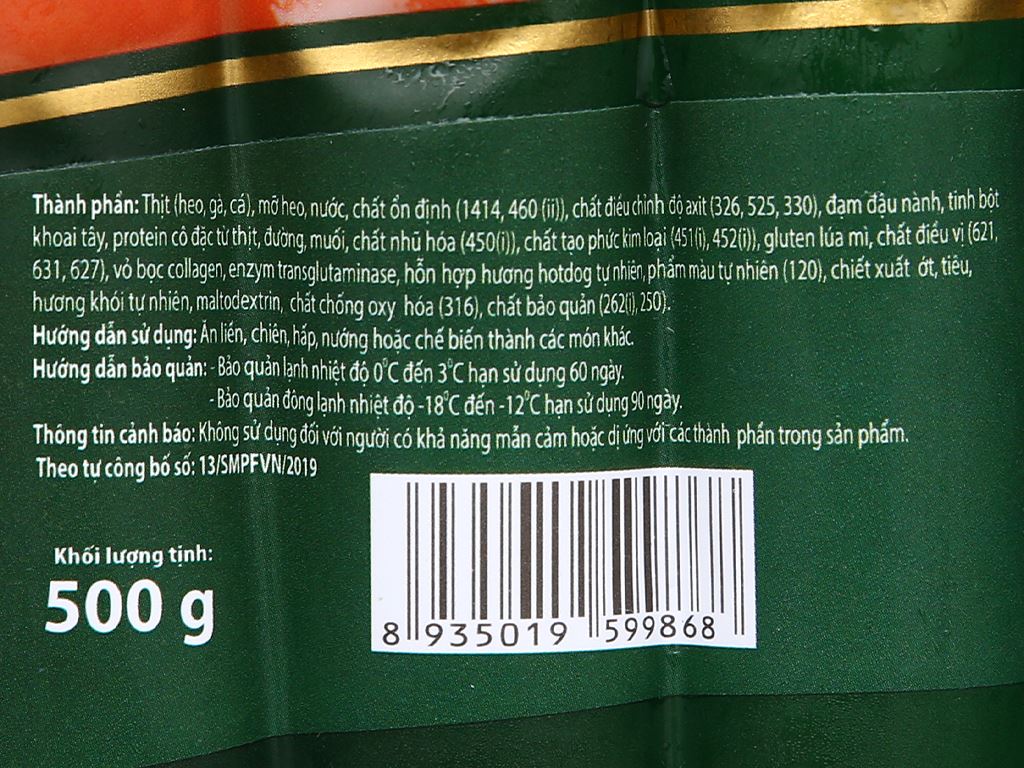 Thành phần: Thịt (heo, gà, cá), mỡ heo, nước, chất ổn định (1414, 460 (ii)), chất điều chỉnh độ axit (326, 525, 330), đạm đậu nành, tinh bột
khoai tây, protein cô đặc từ thịt, đường, muối, chất nhũ hóa (450(i)), chất tạo phức kim loại (451(i), 452(i)), gluten lúa mì, chất điều vị (621,
631, 627), vỏ bọc collagen, enzym transglutaminase, hỗn hợp hương hotdog tự nhiên, phẩm màu tự nhiên (120), chiết xuất ớt, tiêu,
hương khói tự nhiên, maltodextrin, chất chống oxy hóa (316), chất bảo quản (262(i), 250).
Hướng dẫn sử dụng: Ăn liền, chiên, hấp, nướng hoặc chế biến thành các món khác.
Hướng dẫn bảo quản: - Bảo quản lạnh nhiệt độ 0°C đến 3°C hạn sử dụng 60 ngày.
- Bảo quản đông lạnh nhiệt độ -18°C đến -12°C hạn sử dụng 90 ngày.
Thông tin cảnh báo: Không sử dụng đối với người có khả năng mẫn cảm hoặc dị ứng với các thành phần trong sản phẩm.
Theo tự công bố số: 13/SMPFVN/2019
Khối lượng tịnh:
500 g
8 935019 599868